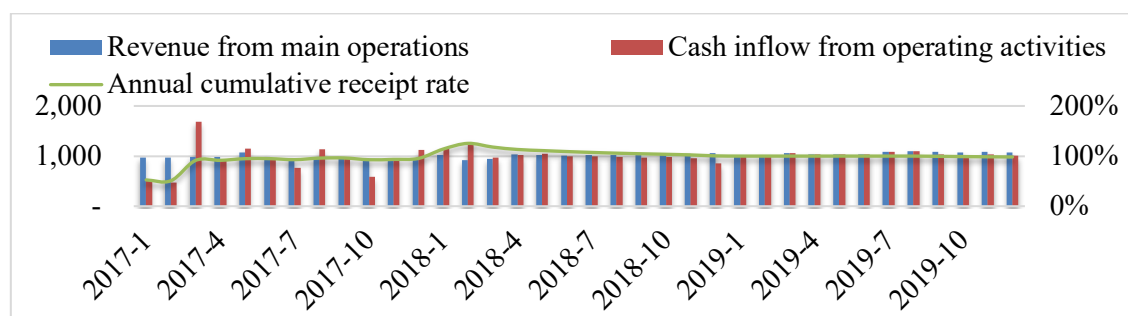 Revenue from main operations
Cash inflow from operating activities
Annual cumulative receipt rate
2,000 200%
1,000 100%
- 0%
2017-1 2017-4 2017-7 2017-10 2018-1 2018-4 2018-7 2018-10 2019-1 2019-4 2019-7 2019-10